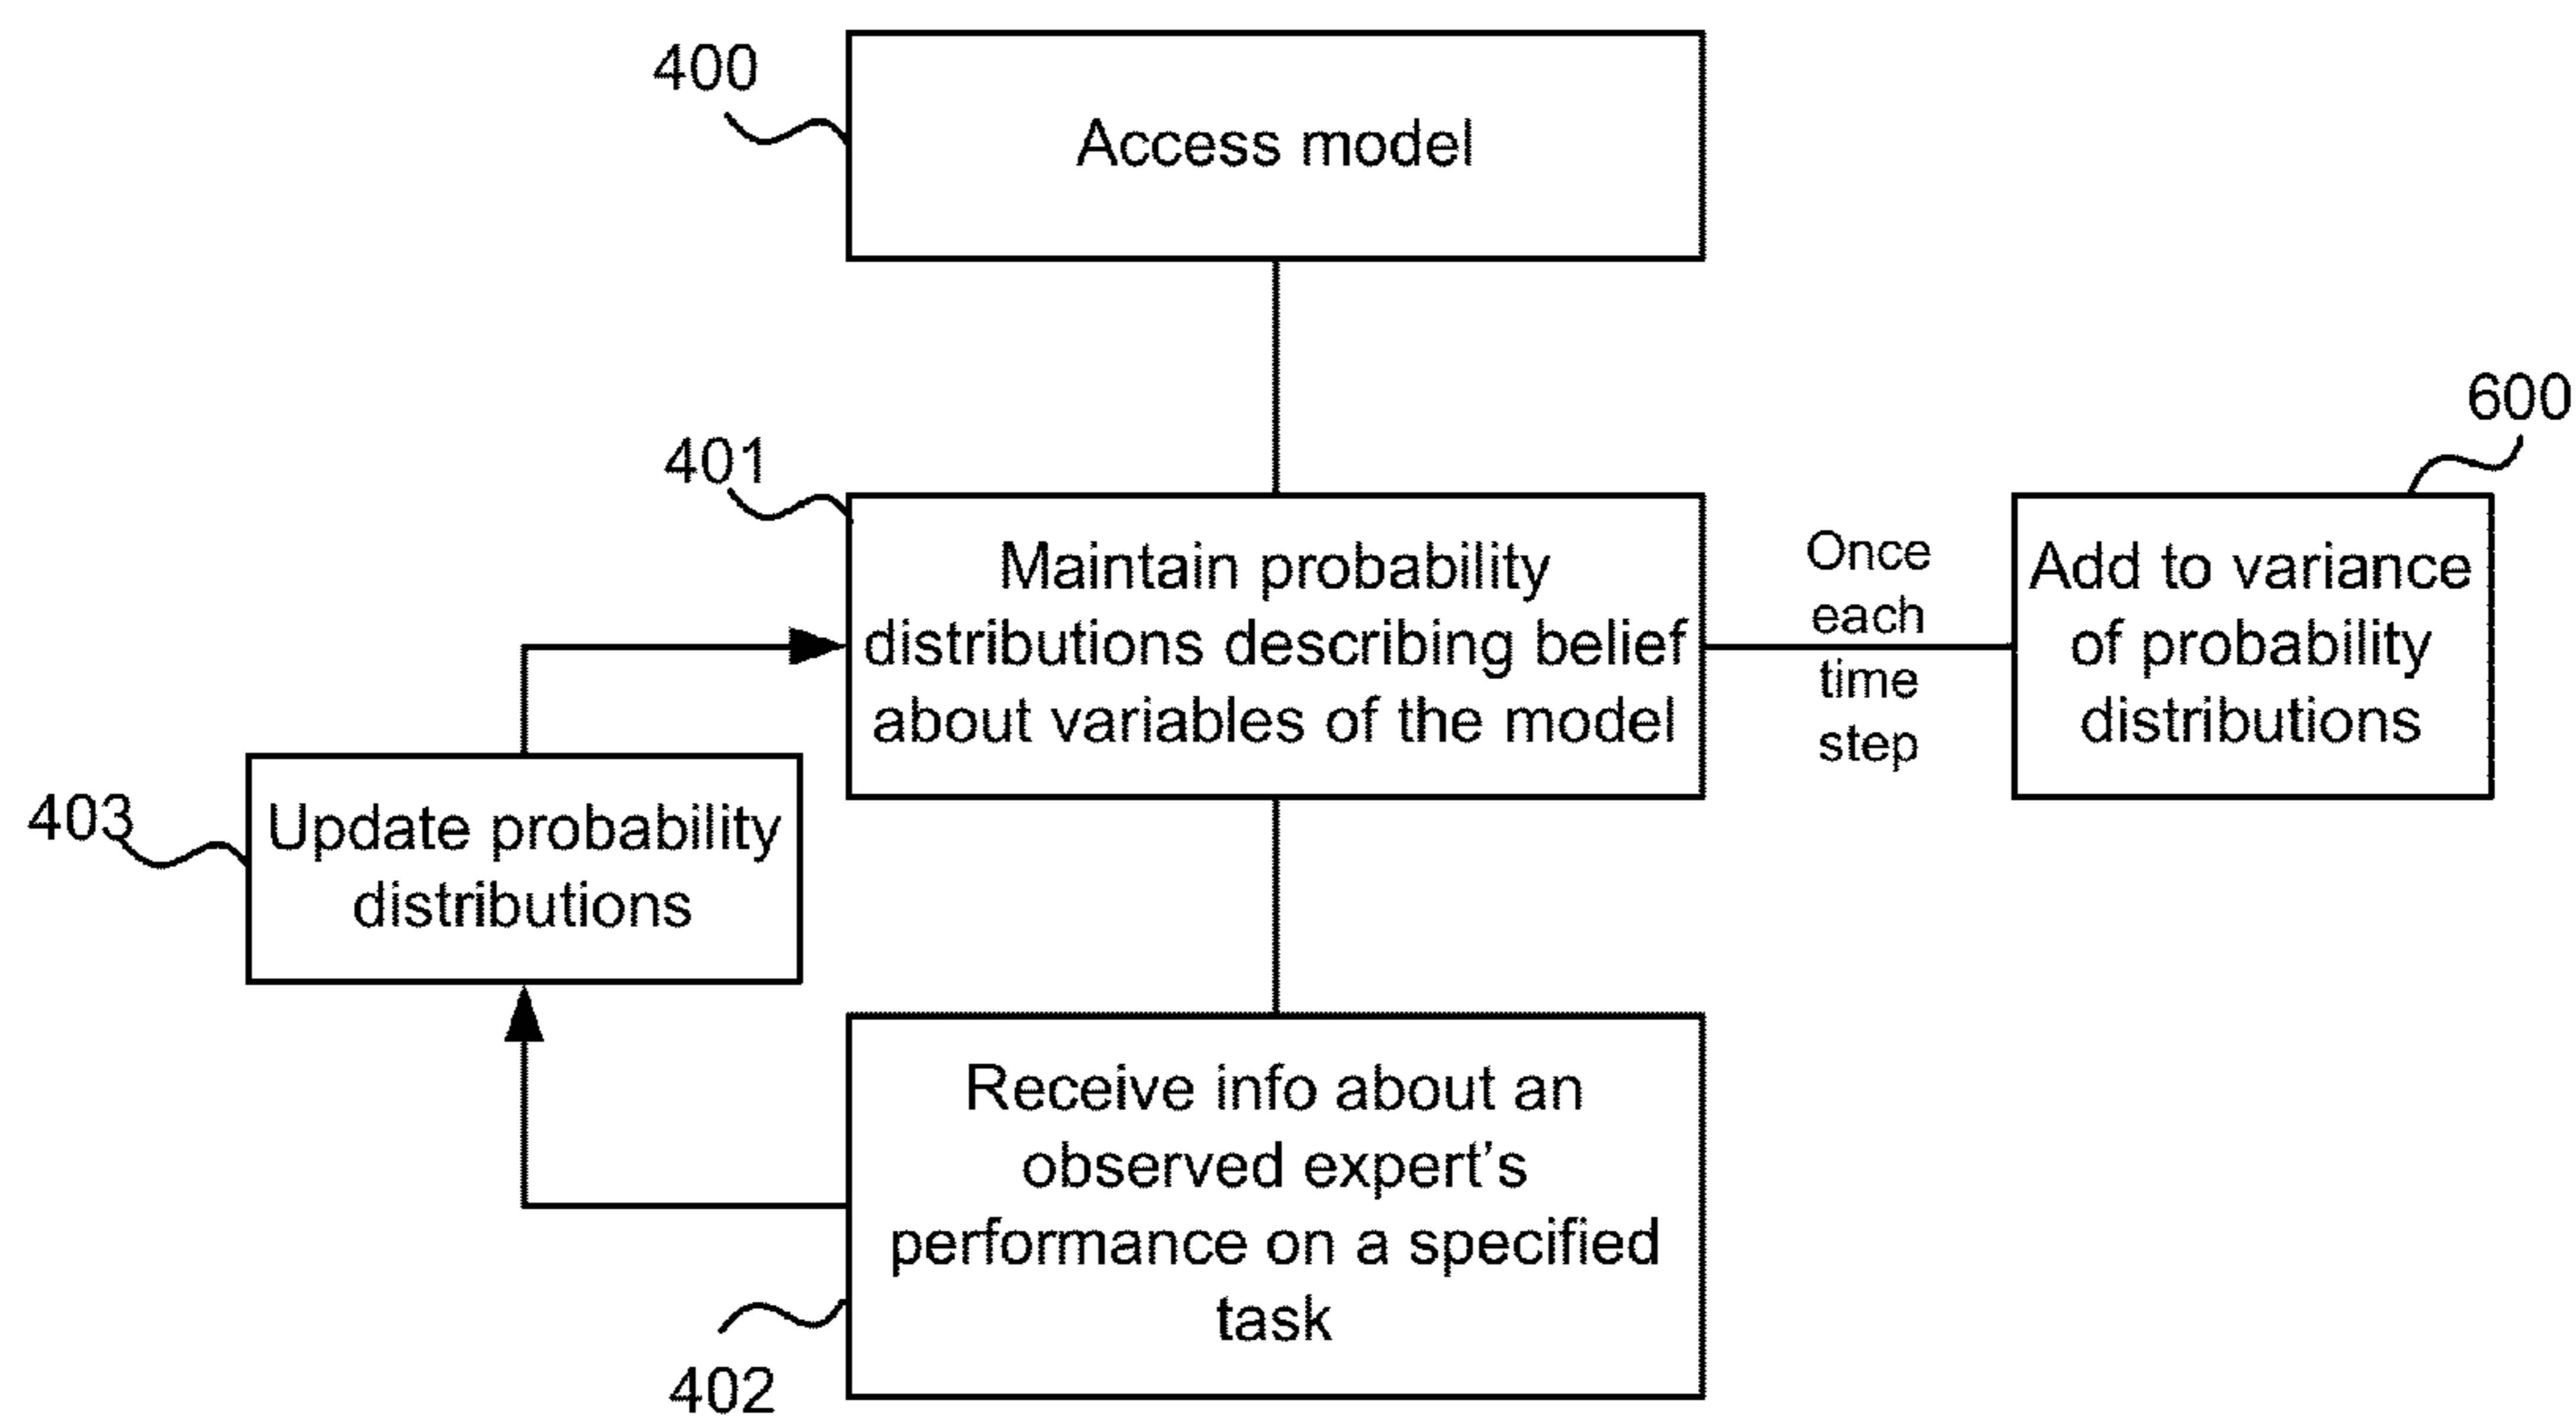 400
Access model
600
401
Maintain probability
distributions describing belief
about variables of the model
Once
each
time
step
Add to variance
of probability
distributions
403
Update probability
distributions
Receive info about an
observed expert’s
performance on a specified
task
402